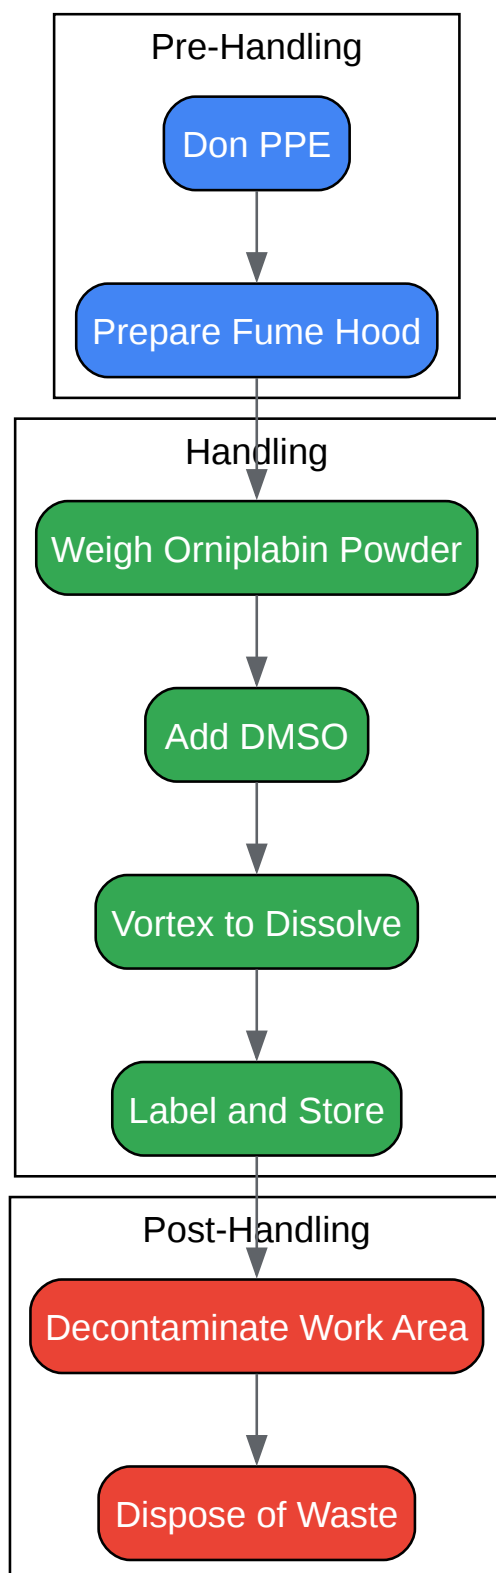 Pre-Handling
Don PPE
Prepare Fume Hood
Handling
Weigh Orniplabin Powder
Add DMSO
Vortex to Dissolve
Label and Store
Post-Handling
Decontaminate Work Area
Dispose of Waste